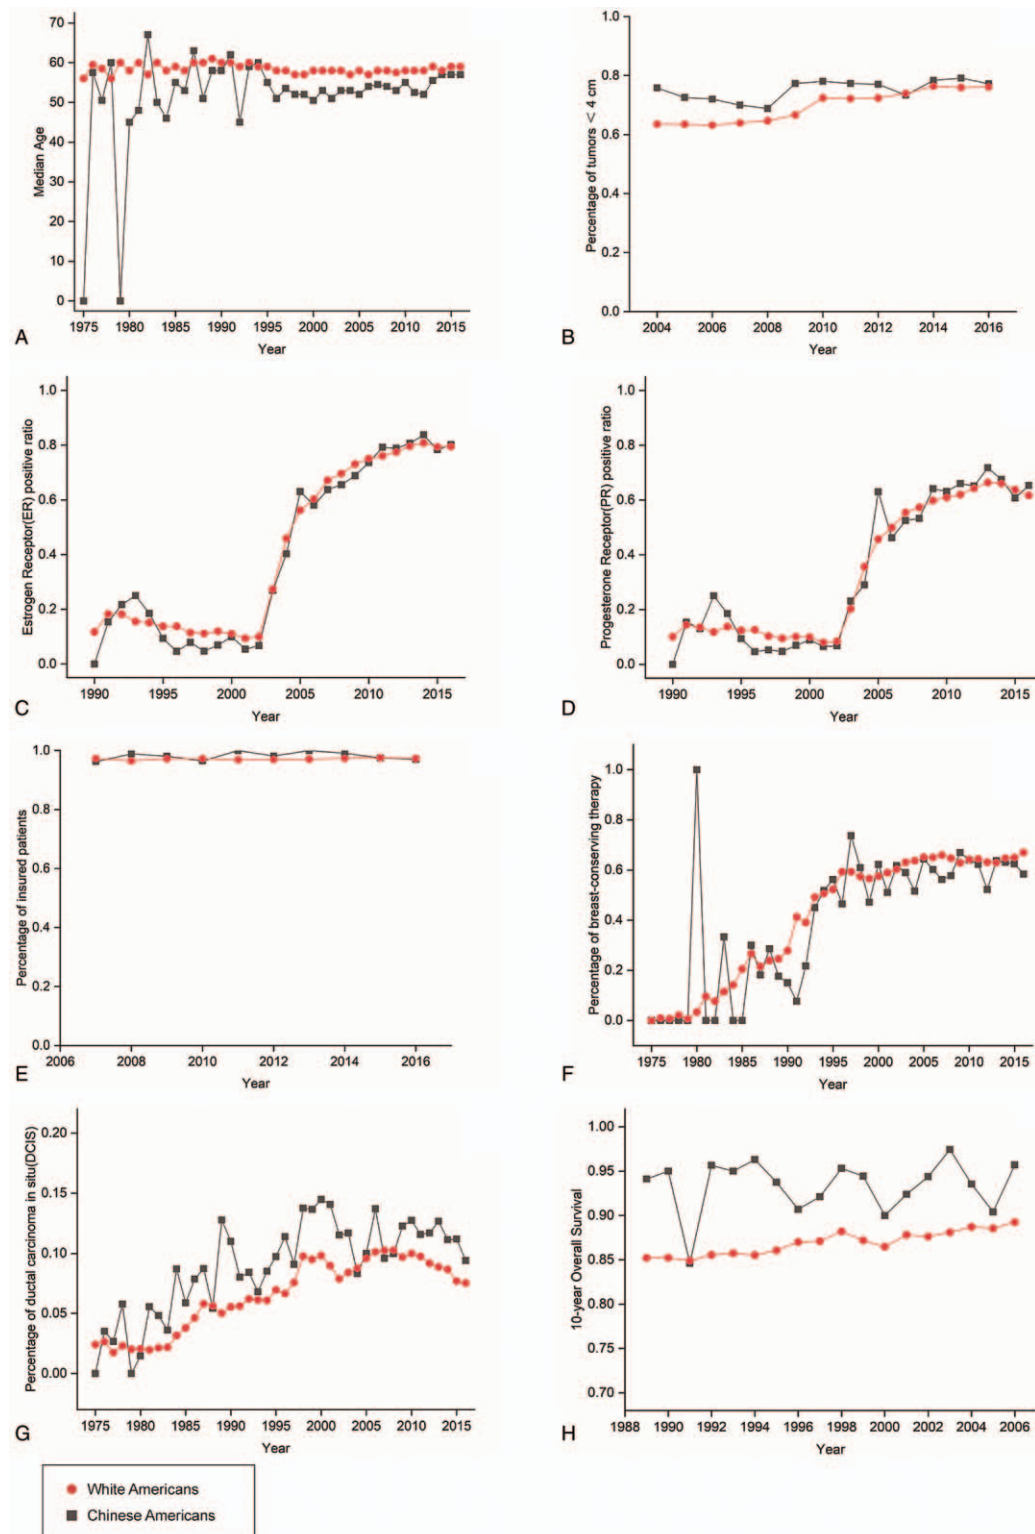 70
60
50
40
30
20
10
0
Median Age
1975 1980 1985 1990 1995 2000 2005 2010 2015
Year
A
1.0
0.8
0.6
0.4
0.2
0.0
Percentage of tumors < 4 cm
2004 2006 2008 2010 2012 2014 2016
Year
B
1.0
0.8
0.6
0.4
0.2
0.0
Estrogen Receptor(ER) positive ratio
1990 1995 2000 2005 2010 2015
Year
C
1.0
0.8
0.6
0.4
0.2
0.0
Progesterone Receptor(PR) positive ratio
1990 1995 2000 2005 2010 2015
Year
D
1.0
0.8
0.6
0.4
0.2
0.0
Percentage of insured patients
2006 2008 2010 2012 2014 2016
Year
E
1.0
0.8
0.6
0.4
0.2
0.0
Percentage of breast-conserving therapy
1975 1980 1985 1990 1995 2000 2005 2010 2015
Year
F
0.20
0.15
0.10
0.05
0.00
Percentage of ductal carcinoma in situ(DCIS)
1975 1980 1985 1990 1995 2000 2005 2010 2015
Year
G
1.00
0.95
0.90
0.85
0.80
0.75
0.70
10-year Overall Survival
1988 1990 1992 1994 1996 1998 2000 2002 2004 2006
Year
H
White Americans
Chinese Americans